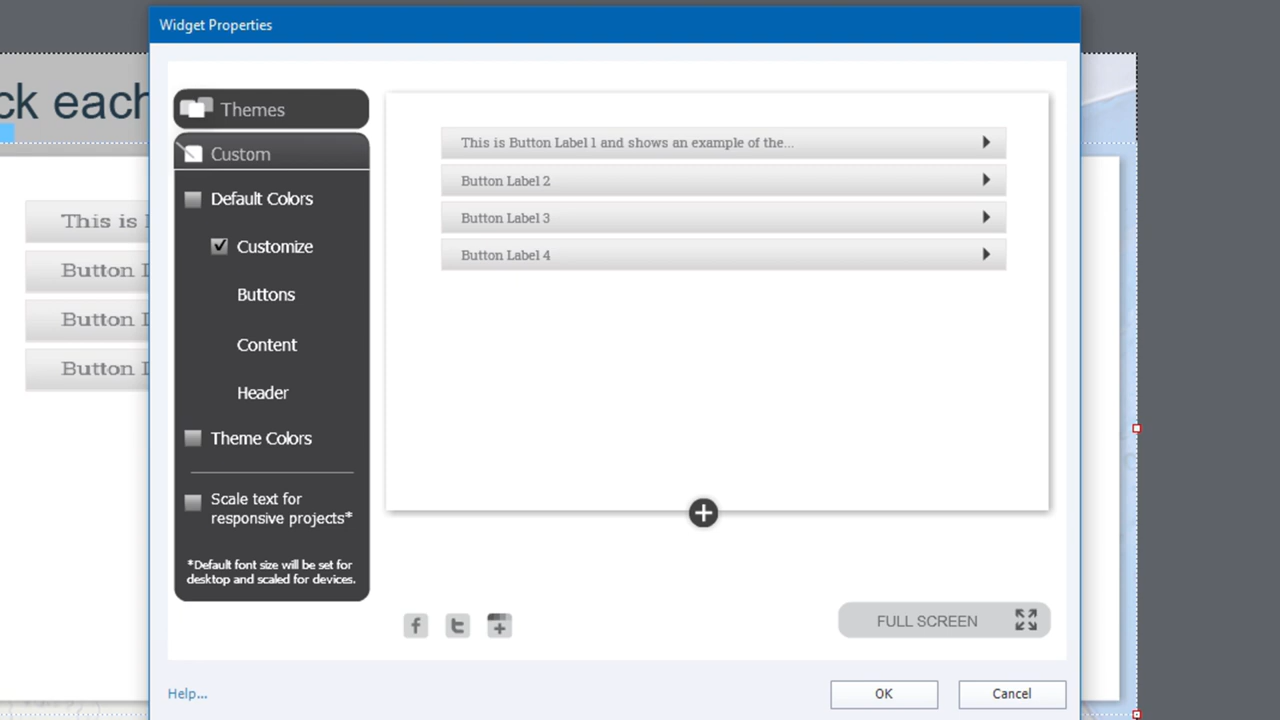 Widget Properties
ck each
Themes
Custom
Default Colors
Customize
Buttons
Content
Header
Theme Colors
Scale text for
responsive projects*
*Default font size will be set for
desktop and scaled for devices.
This is
Button
Button
Button
This is Button Label 1 and shows an example of the...
Button Label 2
Button Label 3
Button Label 4
FULL SCREEN
Help...
OK
Cancel